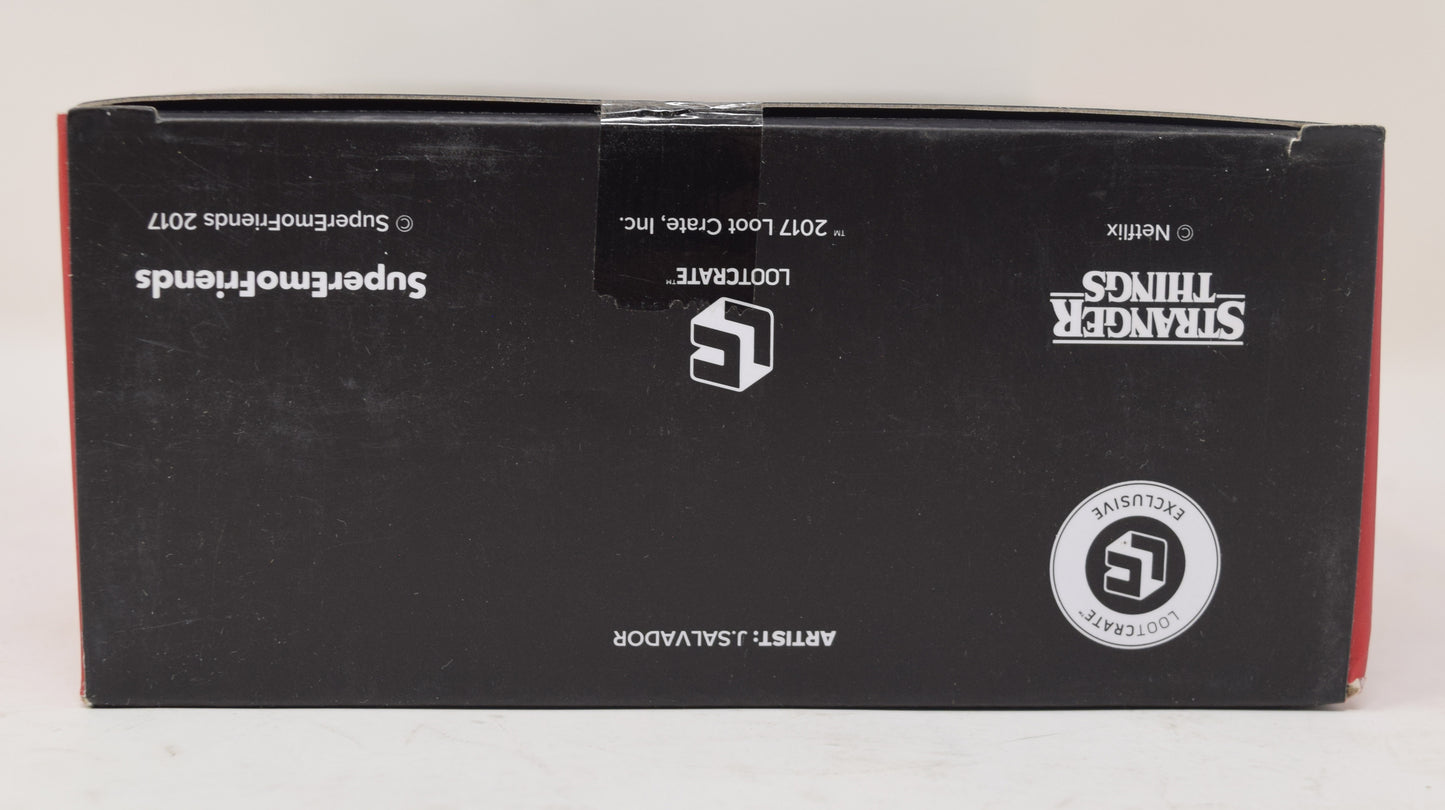 ARTIST: J.SALVADOR
LOOTCRATE™
EXCLUSIVE
STRANGER
THINGS
© Netflix
LOOTCRATE™
™ 2017 Loot Crate, Inc.
SuperEmoFriends
© SuperEmoFriends 2017